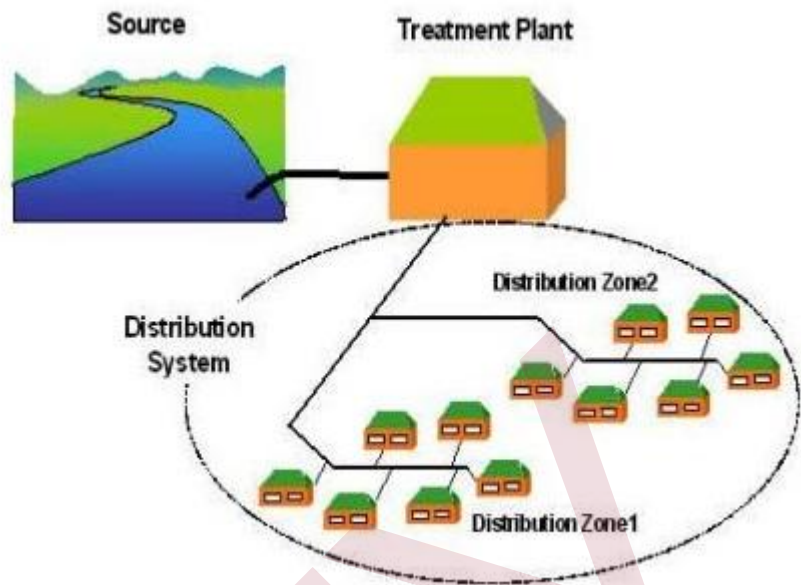 Source
Treatment Plant
Distribution Zone2
Distribution
System
Distribution Zone1